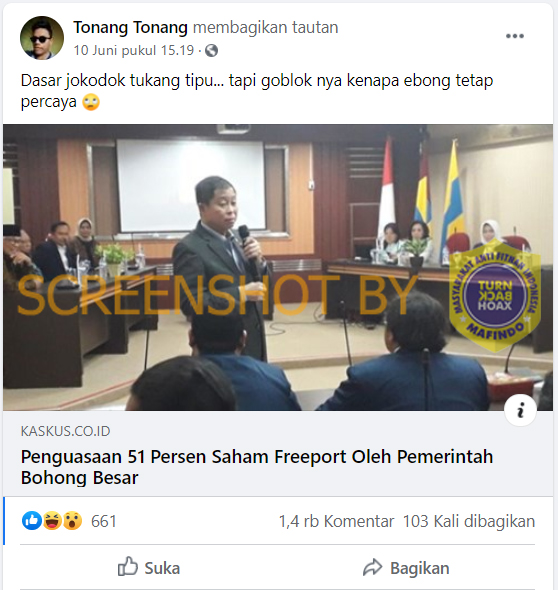 Tonang Tonang membagikan tautan
10 Juni pukul 15.19 ·
Dasar jokodok tukang tipu... tapi goblok nya kenapa ebong tetap
percaya 🙄
SCREENSHOT BY
MASYARAKAT ANTI FITNAH INDONESIA
TURN
BACK
HOAX
MAFINDO
KASKUS.CO.ID
Penguasaan 51 Persen Saham Freeport Oleh Pemerintah
Bohong Besar
661
1,4 rb Komentar 103 Kali dibagikan
Suka
Bagikan